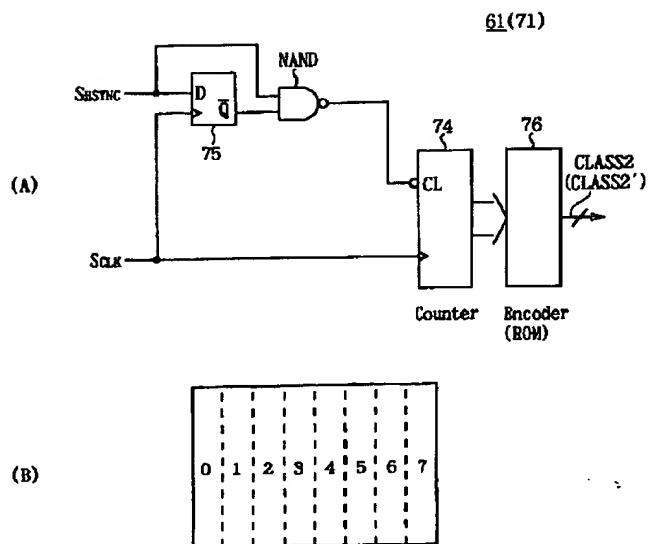 61(71)
NAND
SHSYNC
D
Q
75
74
76
CLASS2
(CLASS2')
(A)
CL
SCLK
Counter
Encoder
(ROM)
(B)
0 1 2 3 4 5 6 7